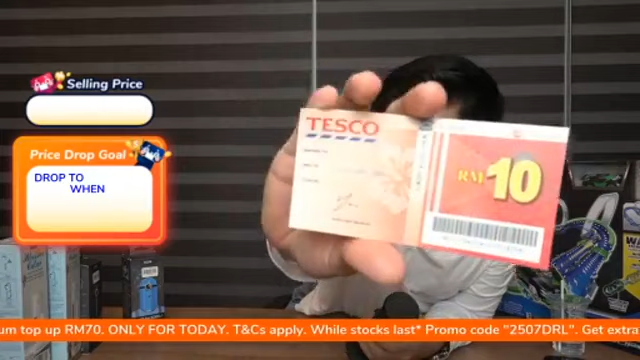 Selling Price
Price Drop Goal
DROP TO
WHEN
TESCO
RM10
um top up RM70. ONLY FOR TODAY. T&Cs apply. While stocks last* Promo code "2507DRL". Get extra